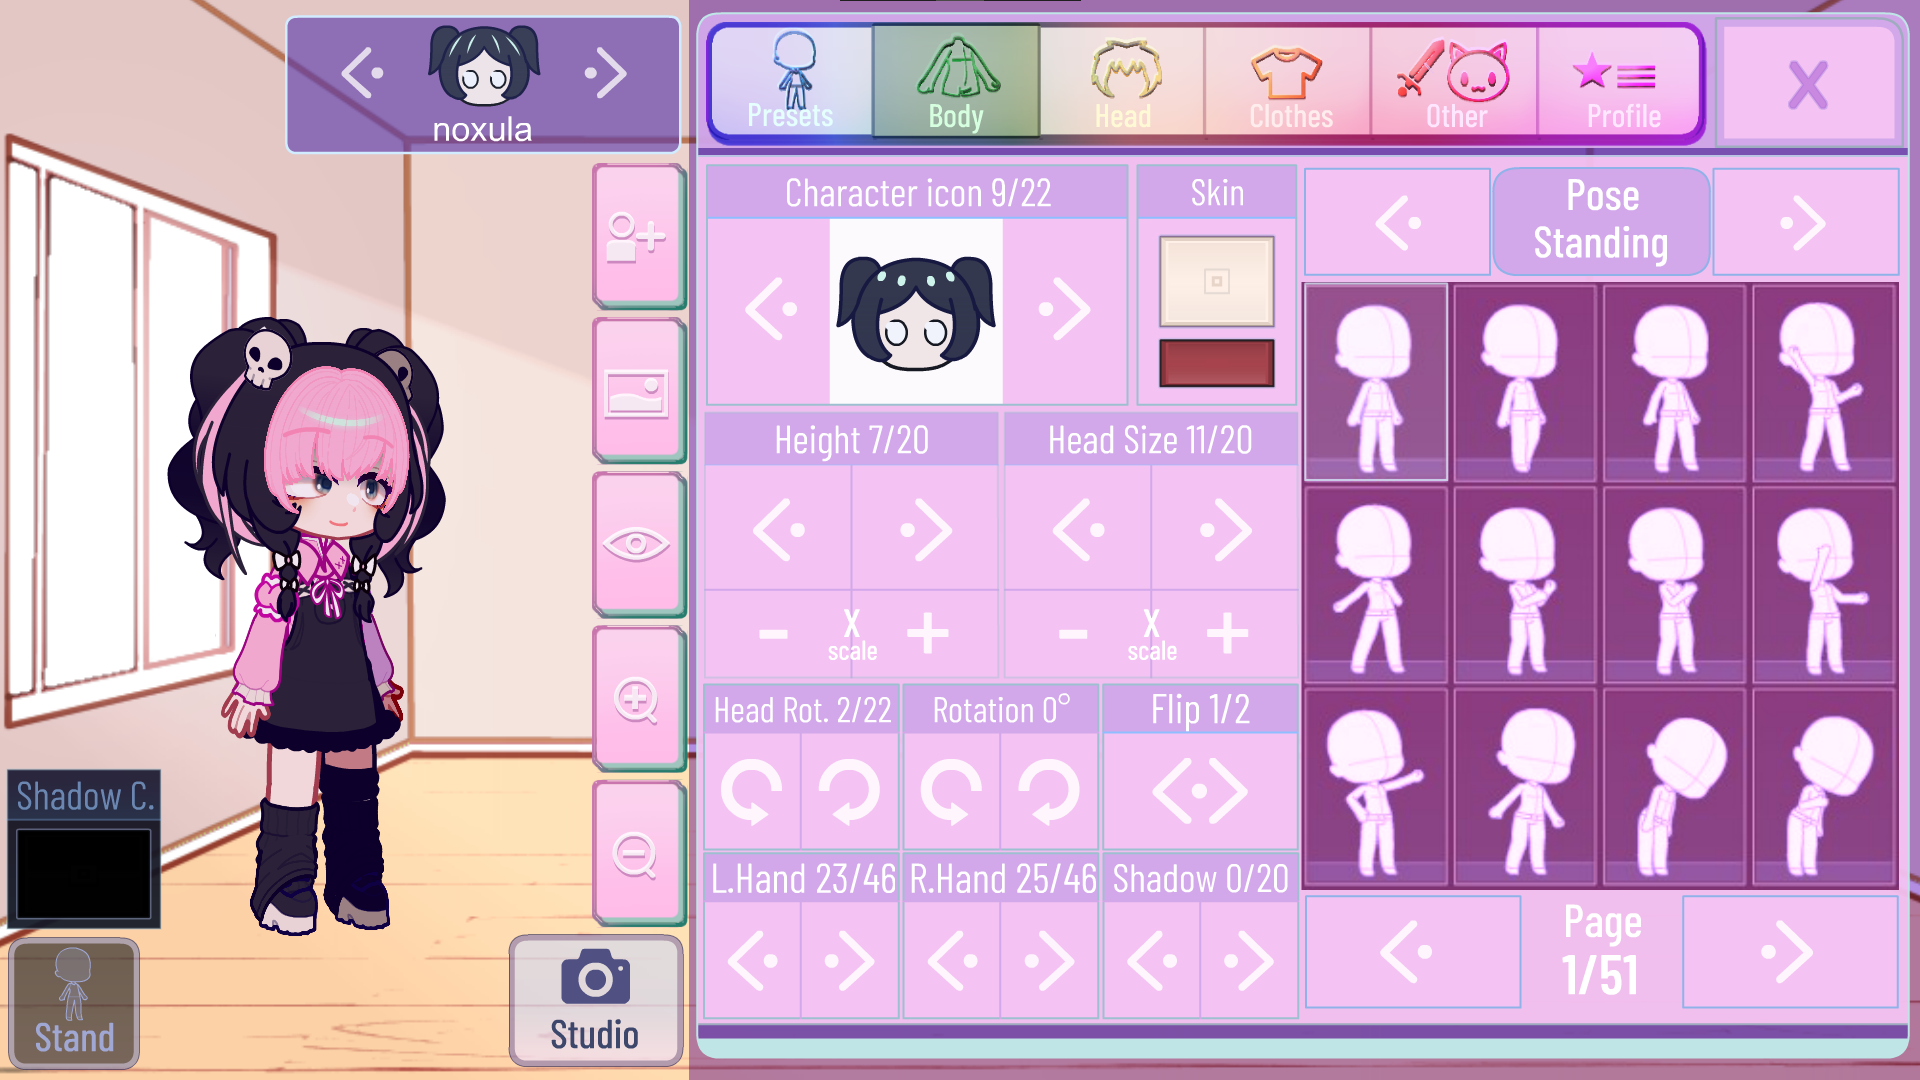 noxula
Presets
Body
Head
Clothes
Other
Profile
X
Character icon 9/22
Skin
Pose
Standing
Height 7/20
Head Size 11/20
X
scale
X
scale
Head Rot. 2/22
Rotation 0°
Flip 1/2
L.Hand 23/46
R.Hand 25/46
Shadow 0/20
Page
1/51
Shadow C.
Stand
Studio